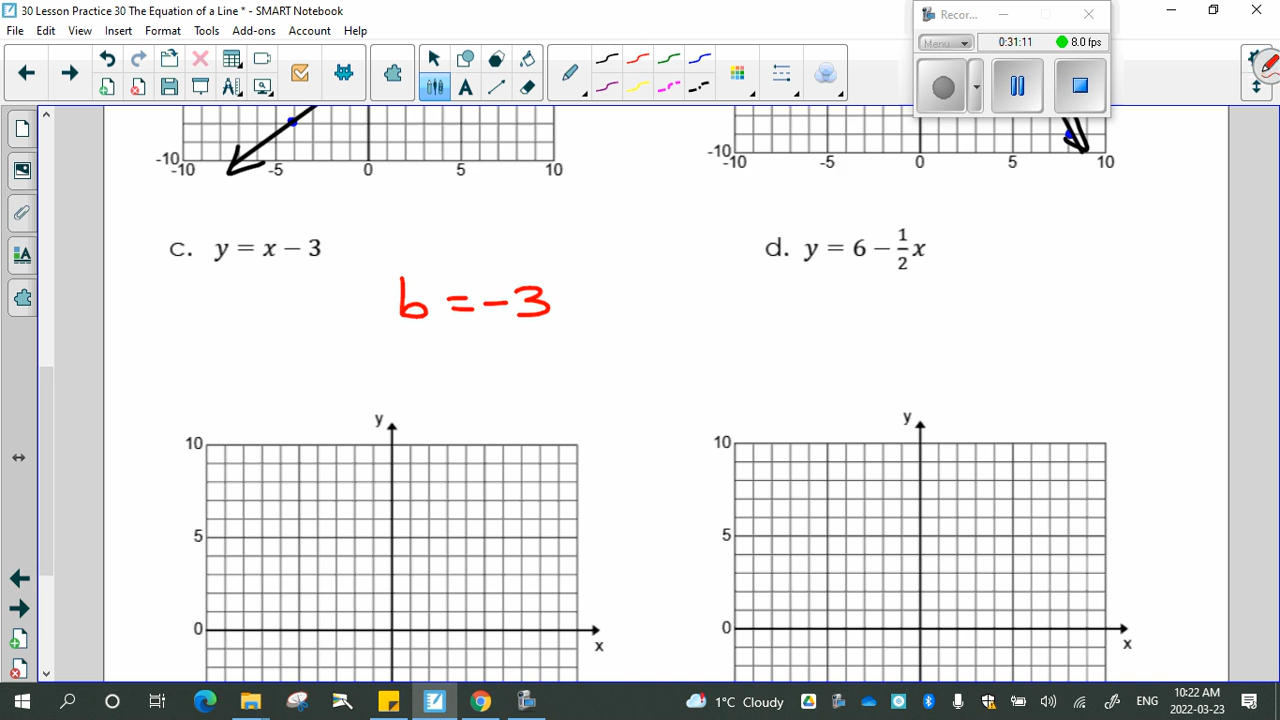 30 Lesson Practice 30 The Equation of a Line * - SMART Notebook
Recor...
File Edit View Insert Format Tools Add-ons Account Help
Menu 0:31:11 8.0 fps
A
-10
-10 -5 0 5 10
-10
-10 -5 0 5 10
c. y = x − 3
d. y = 6 − 1/2 x
b = -3
y
10
5
0
x
y
10
5
0
x
1°C Cloudy
ENG
10:22 AM
2022-03-23